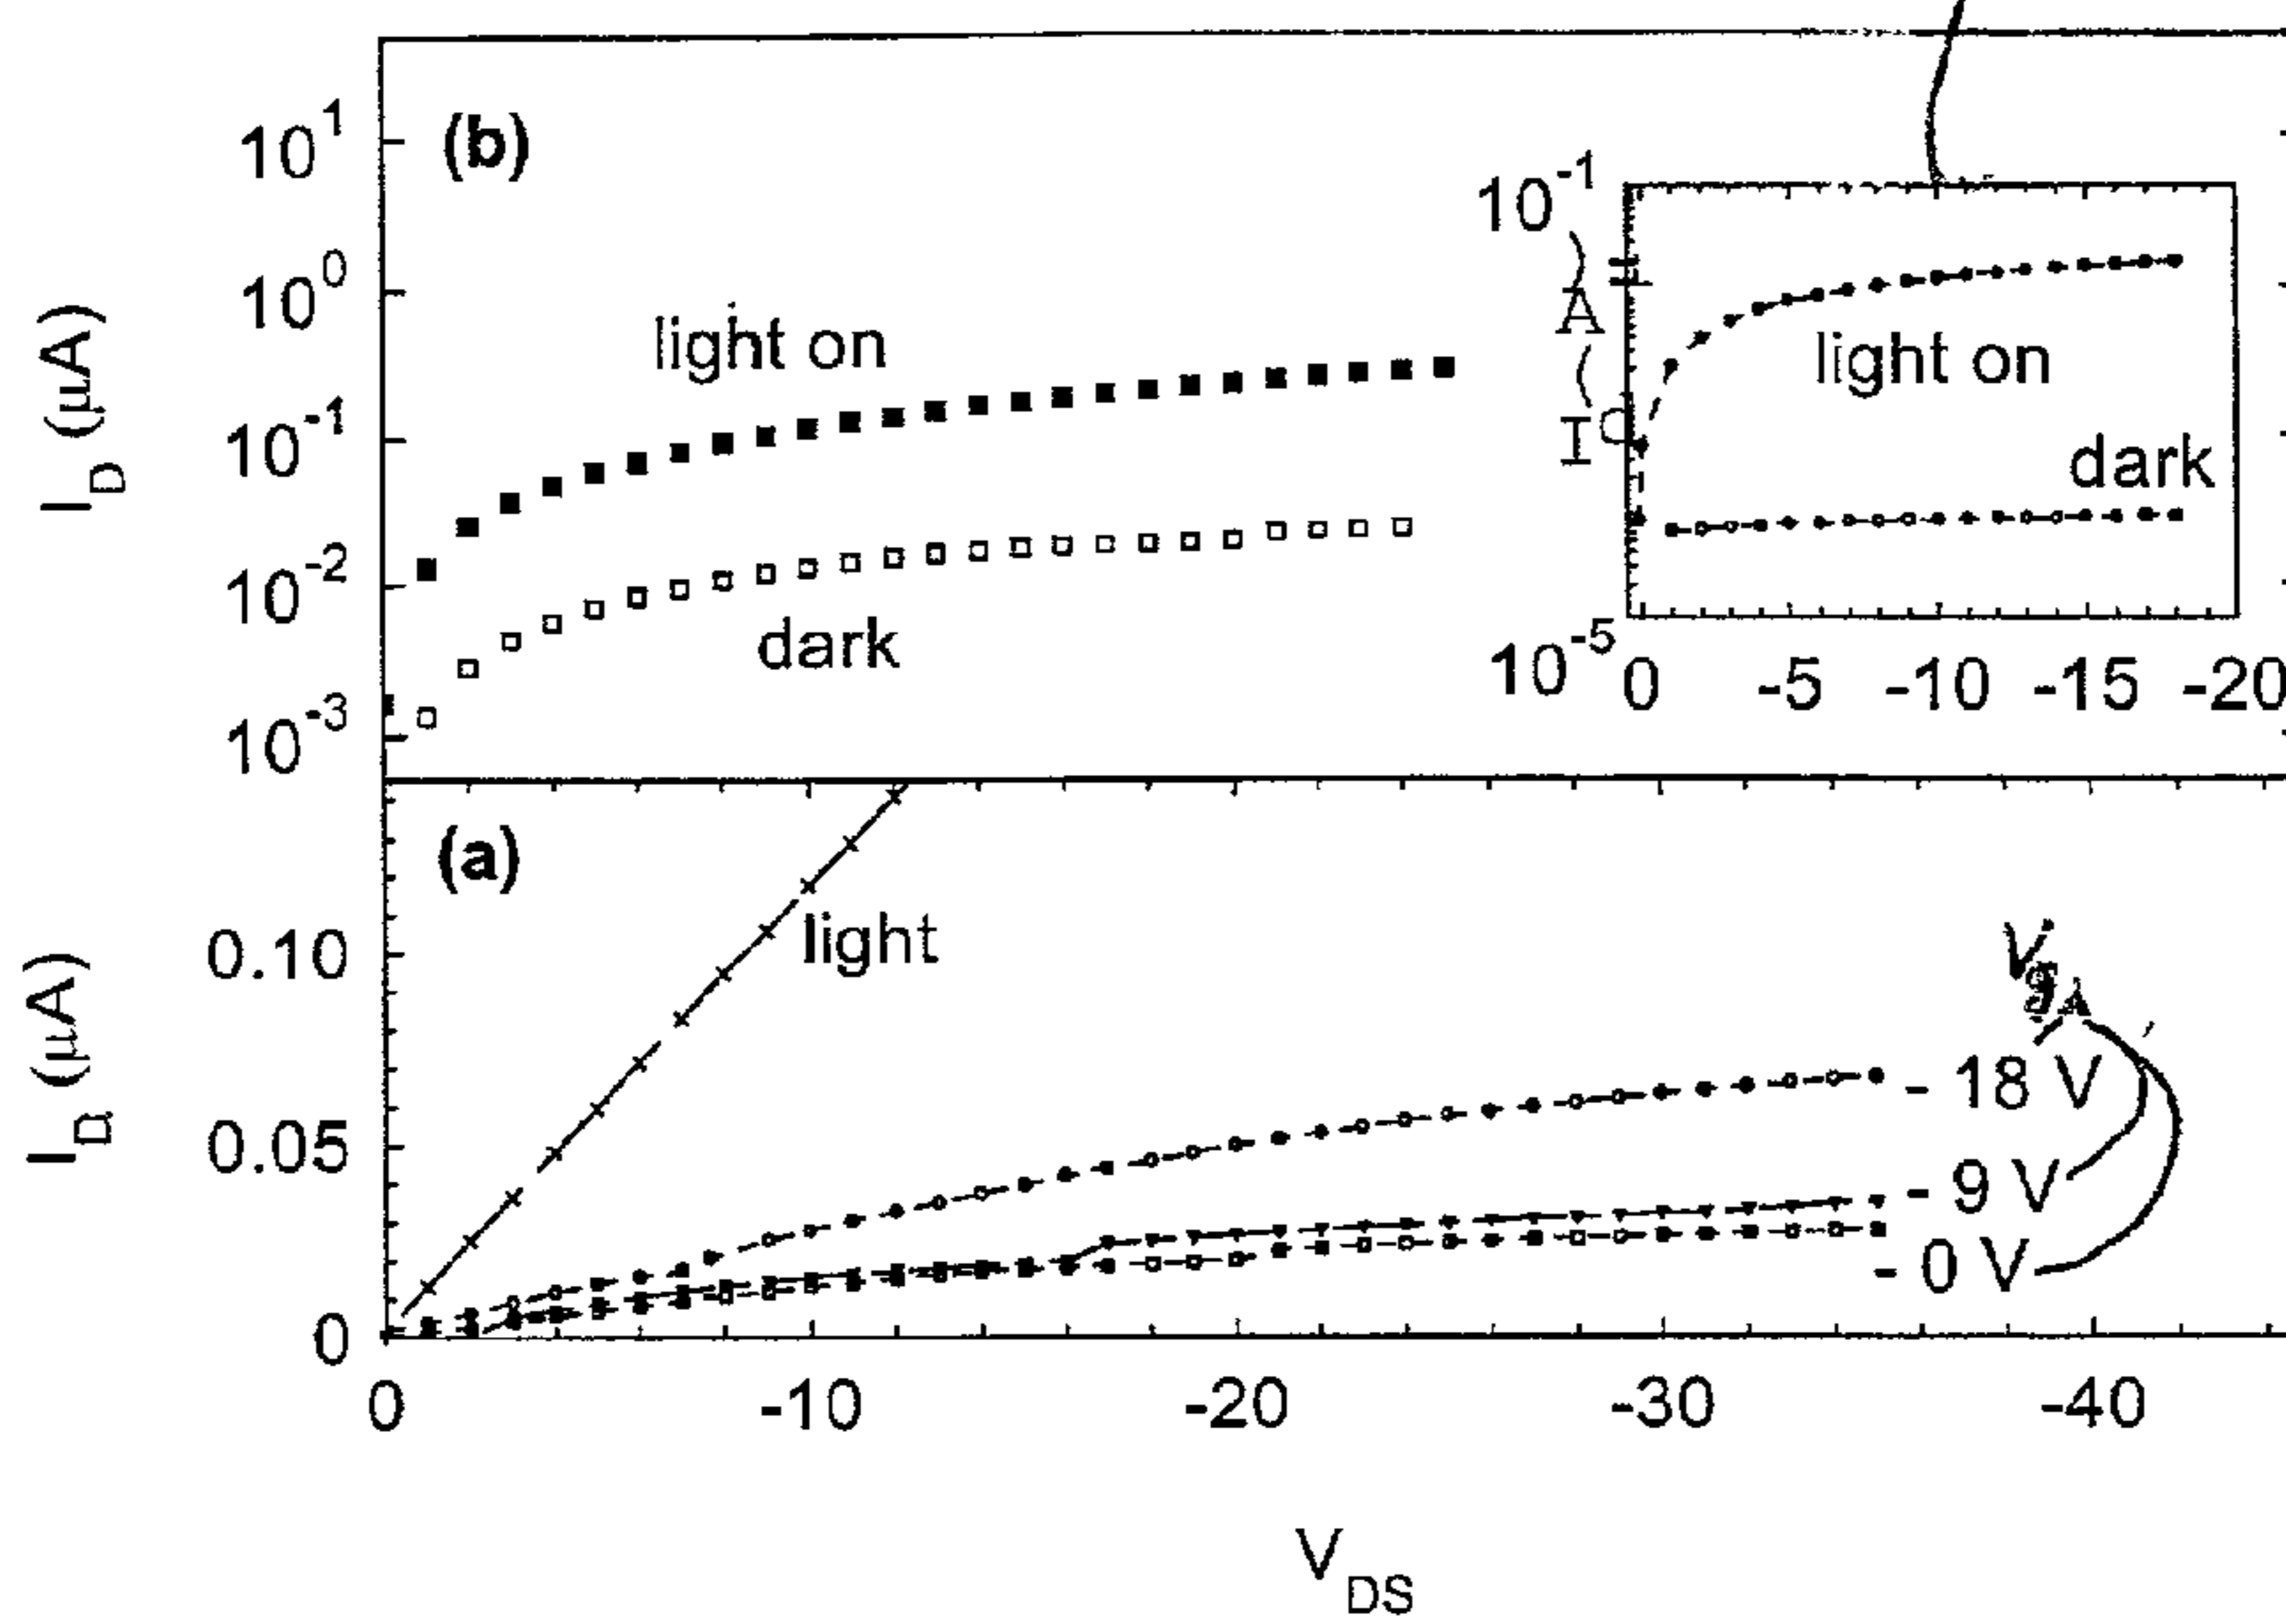 (b)
10^1
10^0
10^-1
10^-2
10^-3
I_D (μA)
light on
dark
10^-1
10^-5
light on
dark
0 -5 -10 -15 -20
(a)
0.10
0.05
0
I_D (μA)
light
- 18 V
- 9 V
- 0 V
0 -10 -20 -30 -40
V_DS